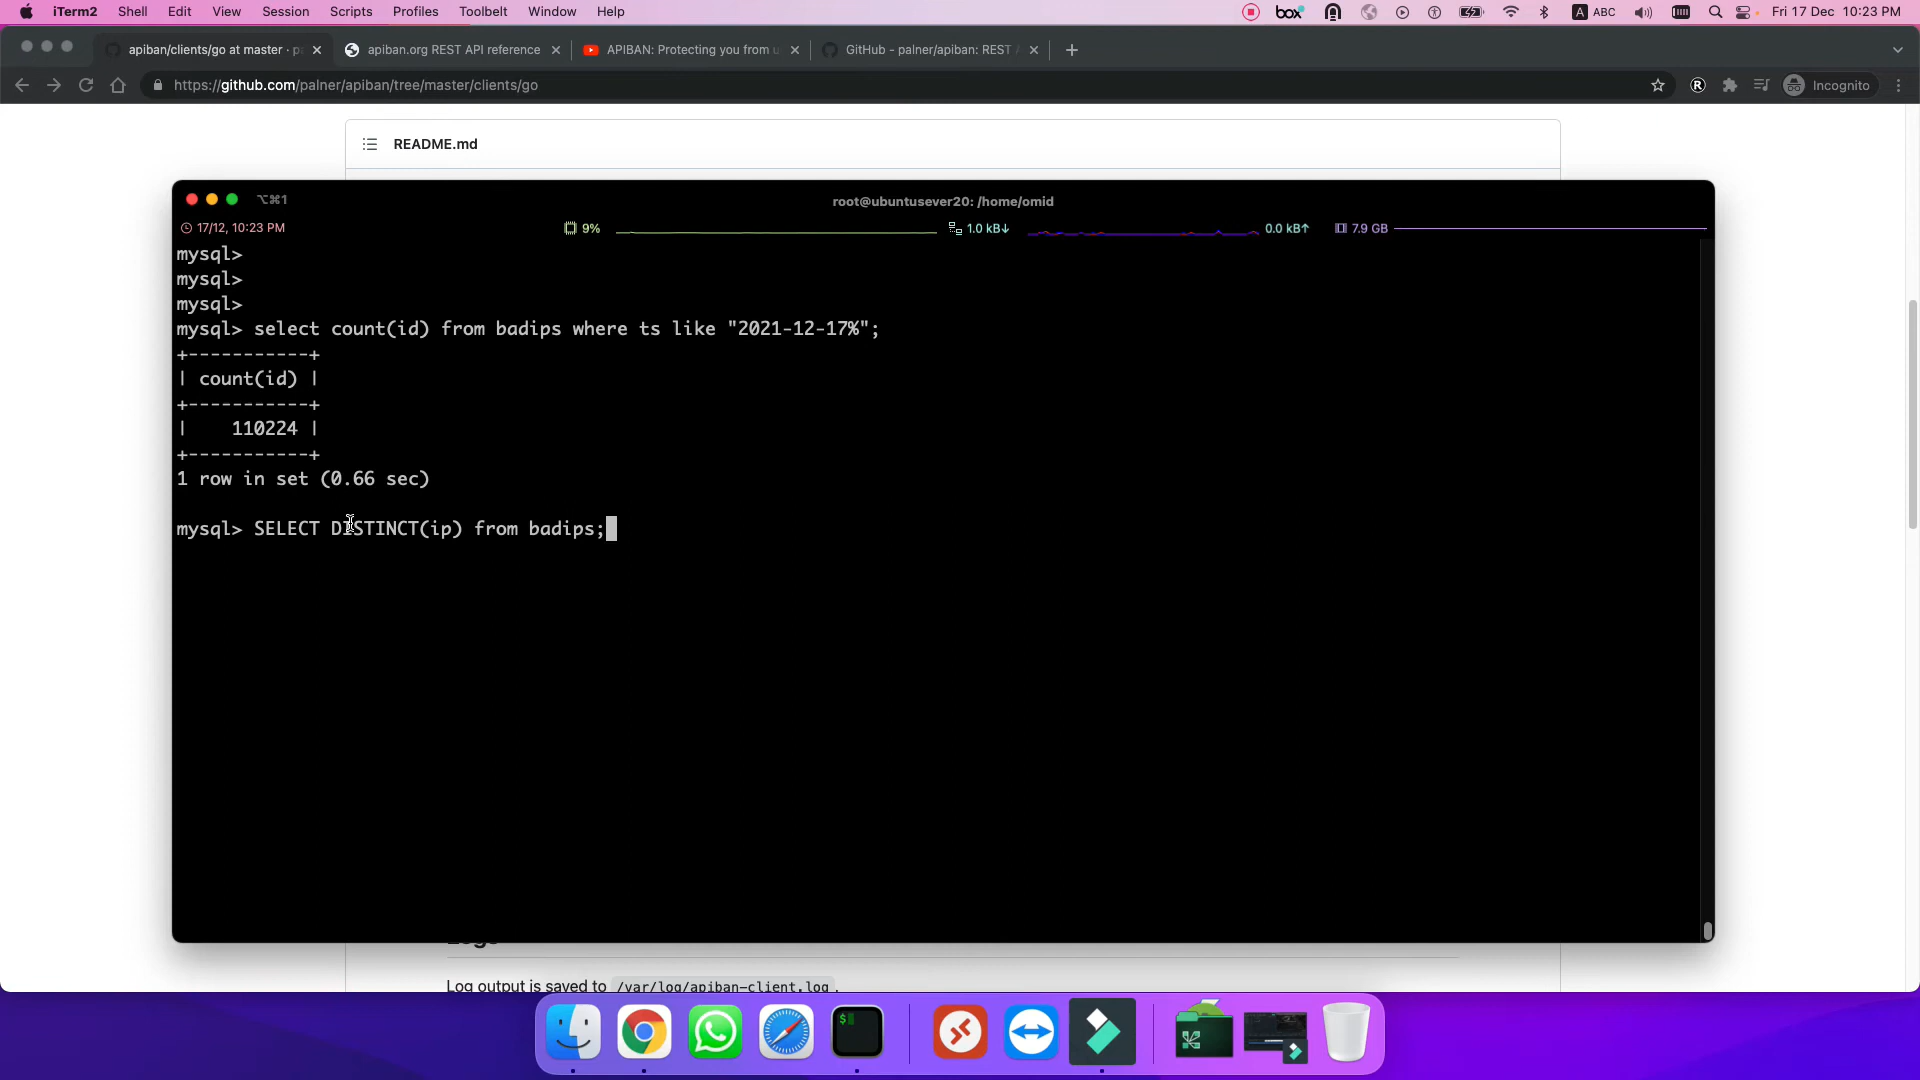 iTerm2 Shell Edit View Session Scripts Profiles Toolbelt Window Help box A ABC Fri 17 Dec 10:23 PM
apiban/clients/go at master · pa apiban.org REST API reference APIBAN: Protecting you from u GitHub - palner/apiban: REST A
https://github.com/palner/apiban/tree/master/clients/go Incognito
README.md
⌥⌘1 root@ubuntusever20: /home/omid
17/12, 10:23 PM 9% 1.0 kB↓ 0.0 kB↑ 7.9 GB
mysql>
mysql>
mysql>
mysql> select count(id) from badips where ts like "2021-12-17%";
+-----------+
| count(id) |
+-----------+
|    110224 |
+-----------+
1 row in set (0.66 sec)
mysql> SELECT DISTINCT(ip) from badips;
Log output is saved to /var/log/apiban-client.log.